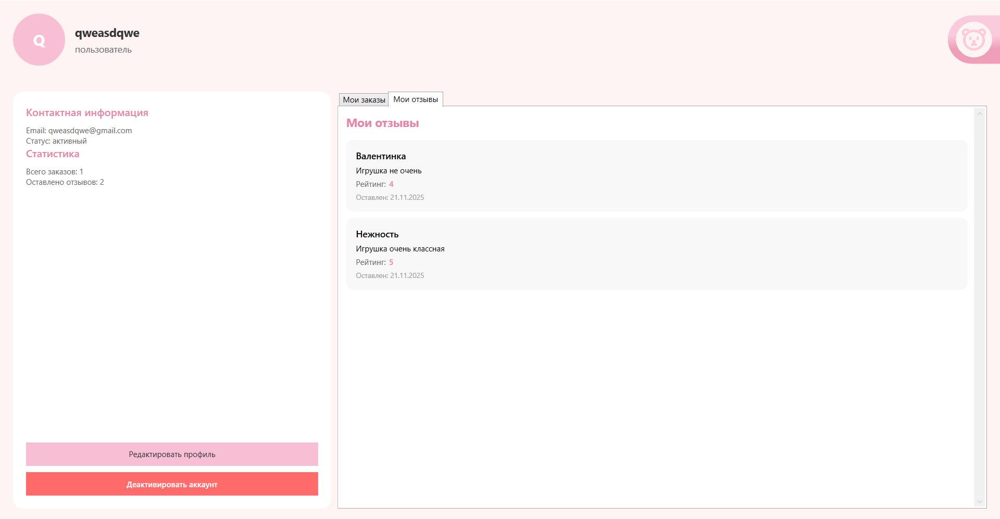 Q
qweasdqwe
пользователь
Контактная информация
Email: qweasdqwe@gmail.com
Статус: активный
Статистика
Всего заказов: 1
Оставлено отзывов: 2
Редактировать профиль
Деактивировать аккаунт
Мои заказы
Мои отзывы
Мои отзывы
Валентинка
Игрушка не очень
Рейтинг: 4
Оставлен: 21.11.2025
Нежность
Игрушка очень классная
Рейтинг: 5
Оставлен: 21.11.2025